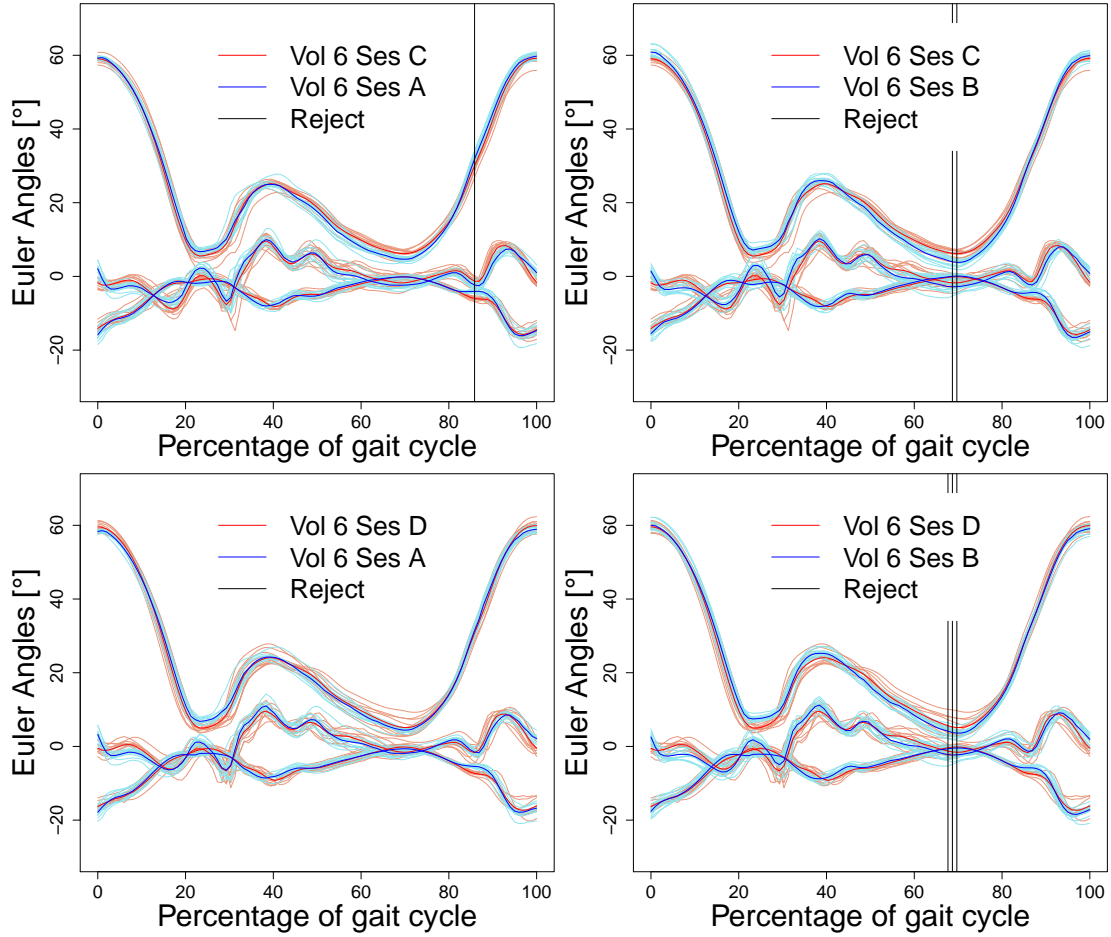 Euler Angles [°]
60
40
20
0
−20
Vol 6 Ses C
Vol 6 Ses A
Reject
0 20 40 60 80 100
Percentage of gait cycle
Euler Angles [°]
60
40
20
0
−20
Vol 6 Ses C
Vol 6 Ses B
Reject
0 20 40 60 80 100
Percentage of gait cycle
Euler Angles [°]
60
40
20
0
−20
Vol 6 Ses D
Vol 6 Ses A
Reject
0 20 40 60 80 100
Percentage of gait cycle
Euler Angles [°]
60
40
20
0
−20
Vol 6 Ses D
Vol 6 Ses B
Reject
0 20 40 60 80 100
Percentage of gait cycle